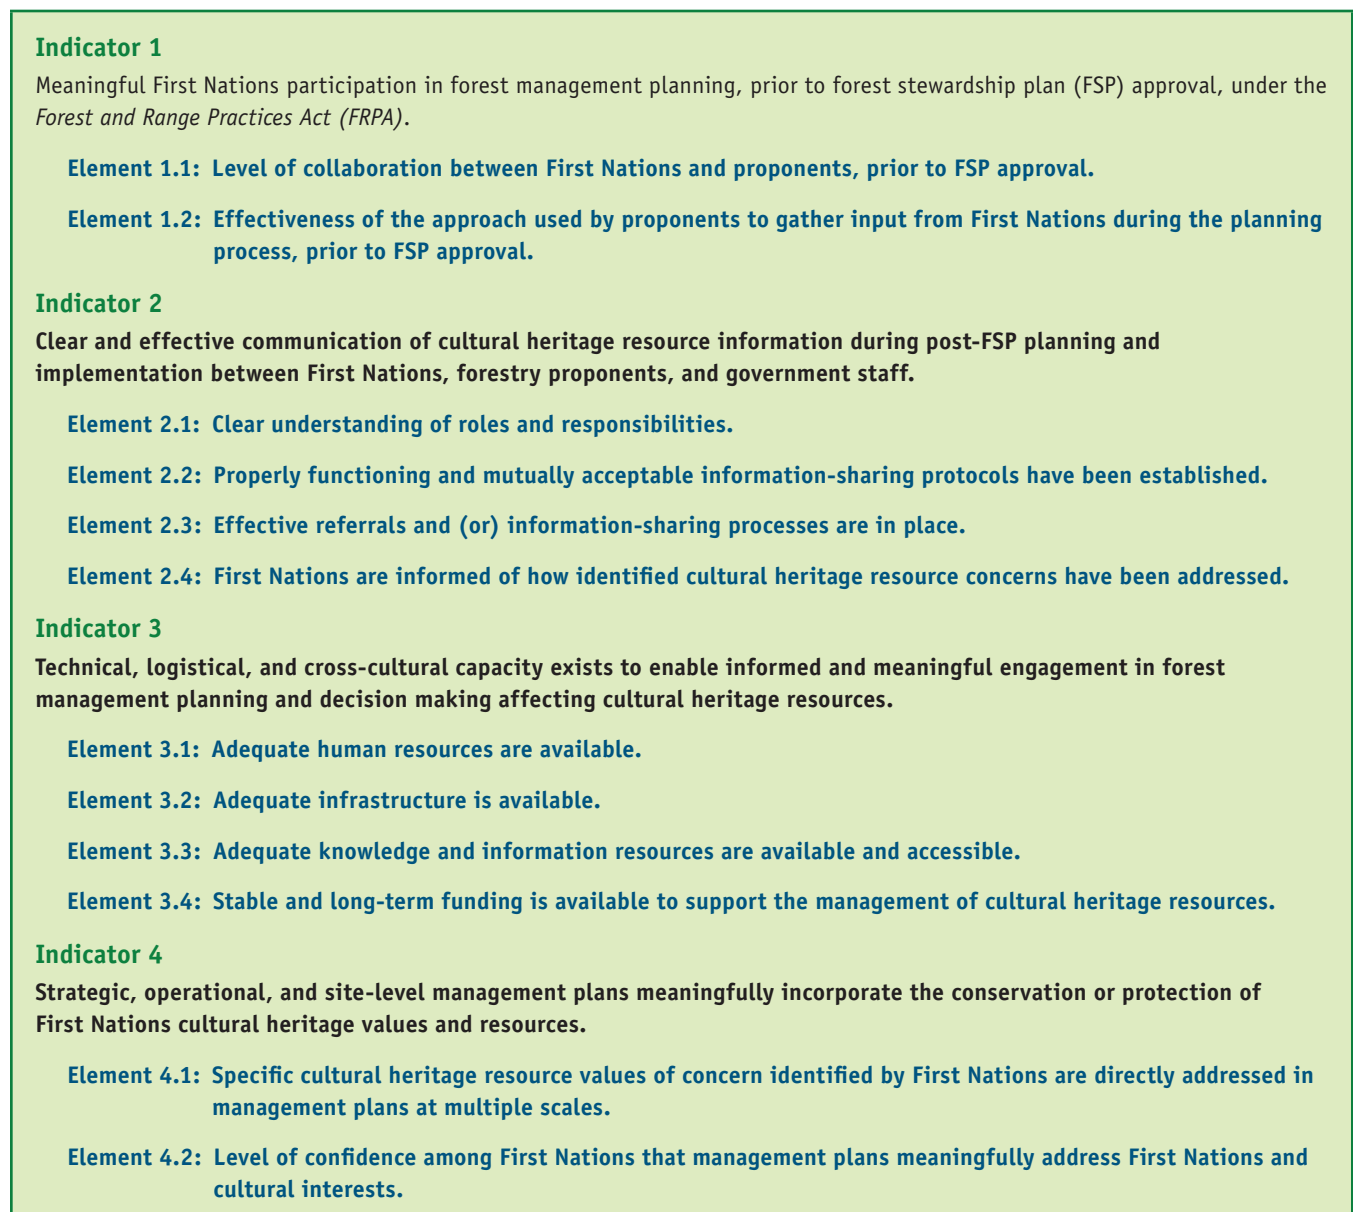 Indicator 1
Meaningful First Nations participation in forest management planning, prior to forest stewardship plan (FSP) approval, under the
Forest and Range Practices Act (FRPA).
Element 1.1: Level of collaboration between First Nations and proponents, prior to FSP approval.
Element 1.2: Effectiveness of the approach used by proponents to gather input from First Nations during the planning
process, prior to FSP approval.
Indicator 2
Clear and effective communication of cultural heritage resource information during post-FSP planning and
implementation between First Nations, forestry proponents, and government staff.
Element 2.1: Clear understanding of roles and responsibilities.
Element 2.2: Properly functioning and mutually acceptable information-sharing protocols have been established.
Element 2.3: Effective referrals and (or) information-sharing processes are in place.
Element 2.4: First Nations are informed of how identified cultural heritage resource concerns have been addressed.
Indicator 3
Technical, logistical, and cross-cultural capacity exists to enable informed and meaningful engagement in forest
management planning and decision making affecting cultural heritage resources.
Element 3.1: Adequate human resources are available.
Element 3.2: Adequate infrastructure is available.
Element 3.3: Adequate knowledge and information resources are available and accessible.
Element 3.4: Stable and long-term funding is available to support the management of cultural heritage resources.
Indicator 4
Strategic, operational, and site-level management plans meaningfully incorporate the conservation or protection of
First Nations cultural heritage values and resources.
Element 4.1: Specific cultural heritage resource values of concern identified by First Nations are directly addressed in
management plans at multiple scales.
Element 4.2: Level of confidence among First Nations that management plans meaningfully address First Nations and
cultural interests.